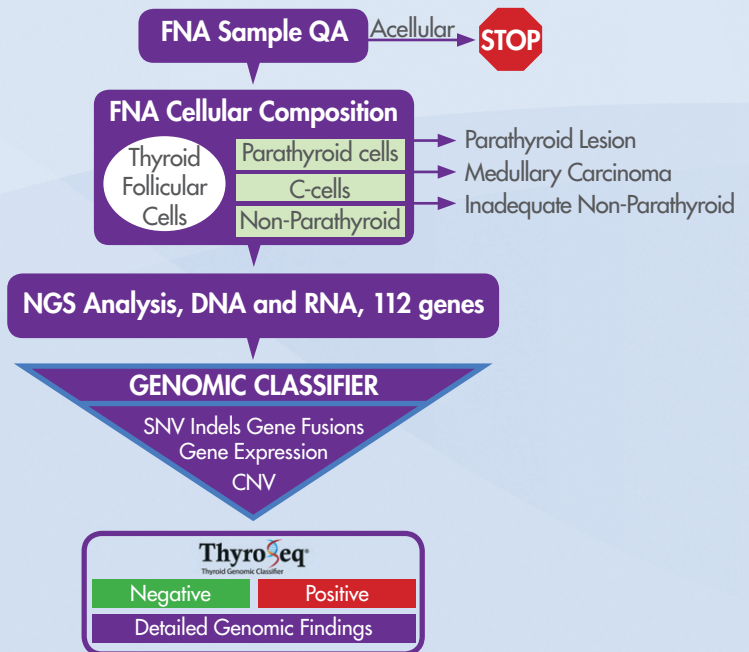 FNA Sample QA
Acellular
STOP
FNA Cellular Composition
Thyroid
Follicular
Cells
Parathyroid cells
C-cells
Non-Parathyroid
Parathyroid Lesion
Medullary Carcinoma
Inadequate Non-Parathyroid
NGS Analysis, DNA and RNA, 112 genes
GENOMIC CLASSIFIER
SNV Indels Gene Fusions
Gene Expression
CNV
ThyroSeq®
Thyroid Genomic Classifier
Negative
Positive
Detailed Genomic Findings